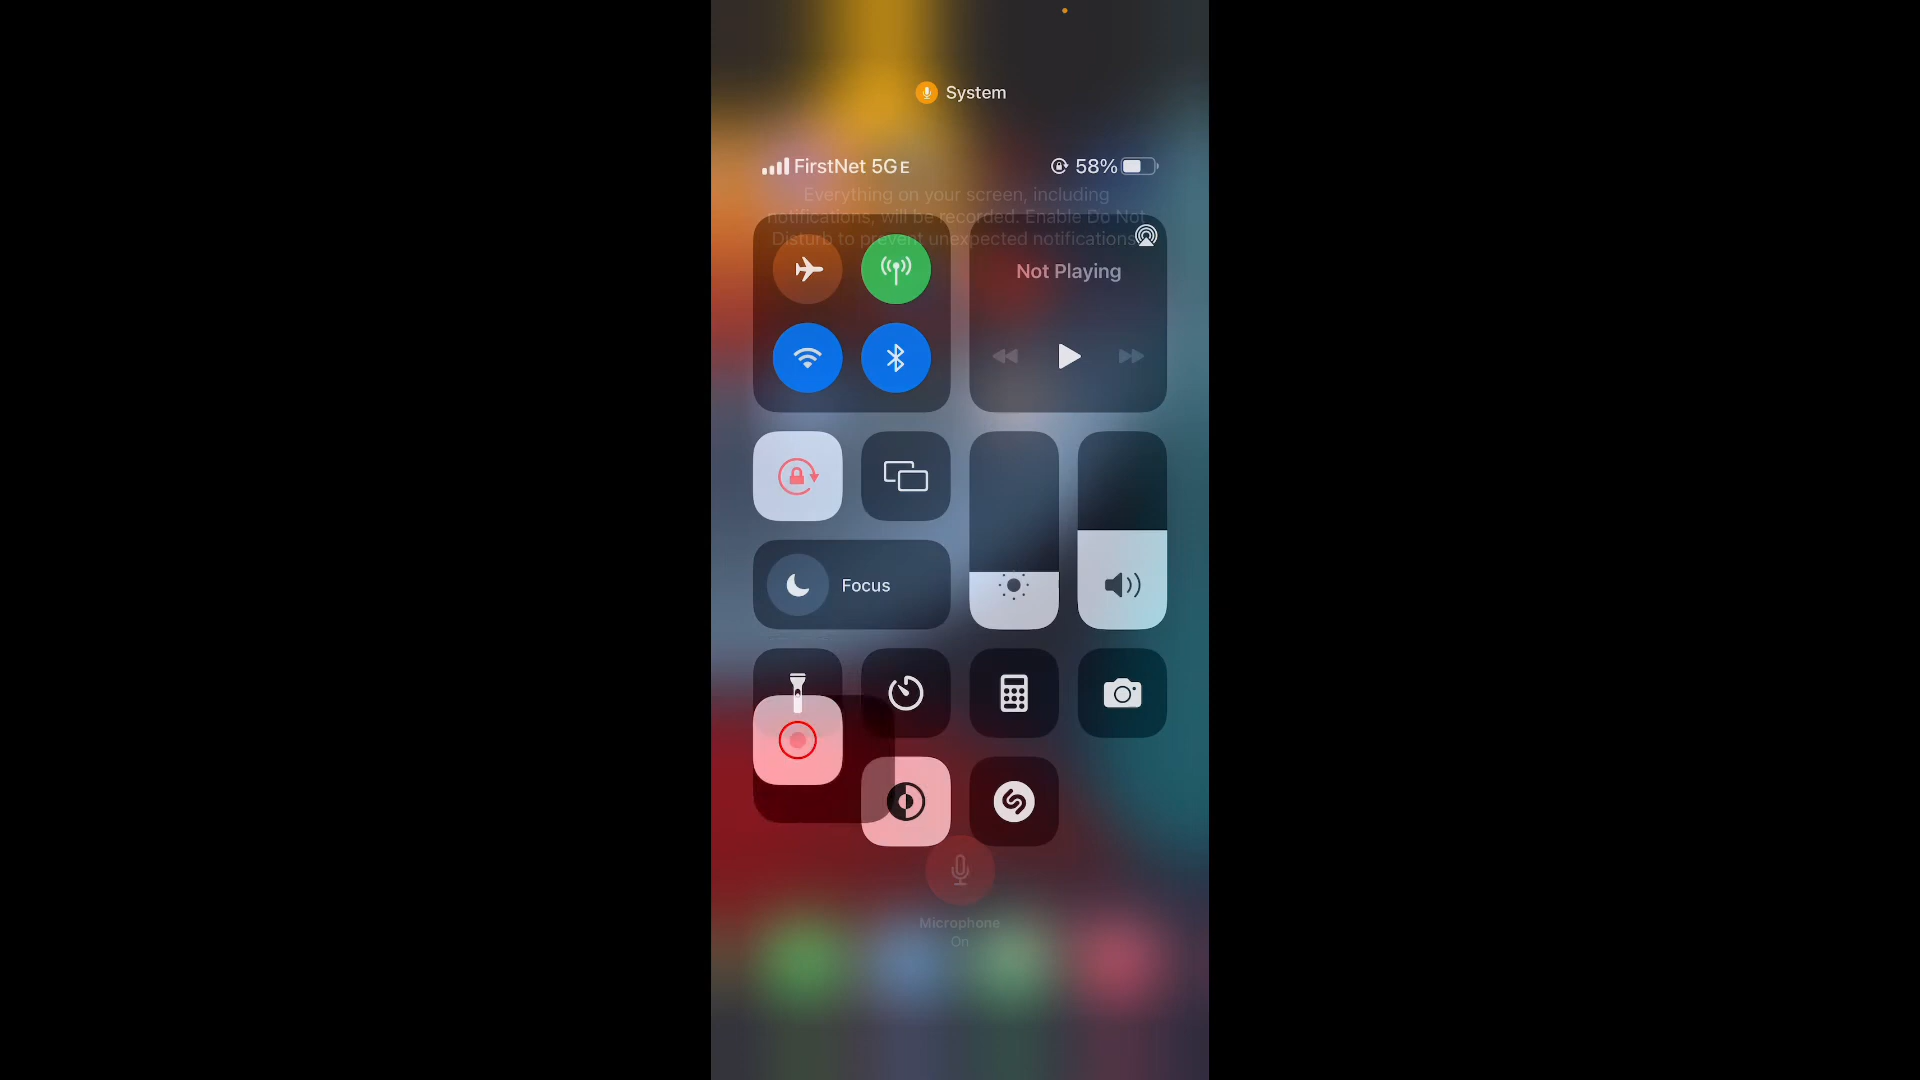 System
FirstNet 5GE
58%
Everything on your screen, including
notifications, will be recorded. Enable Do Not
Disturb to prevent unexpected notifications.
Not Playing
Focus
Microphone
On